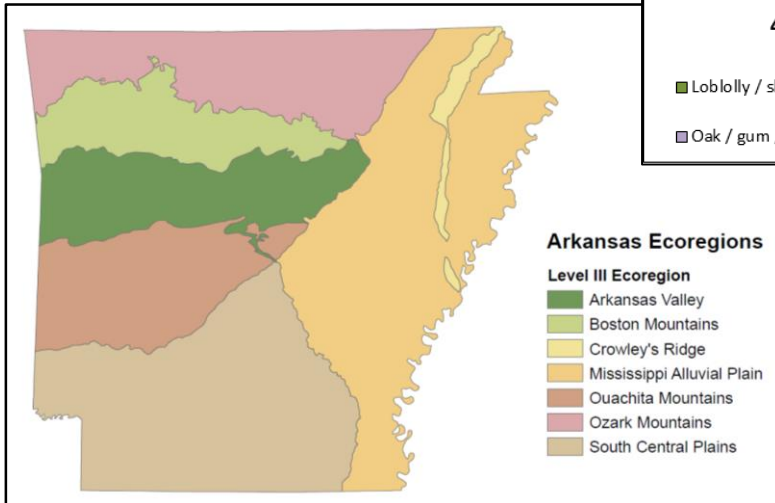 Arkansas Ecoregions
Level III Ecoregion
Arkansas Valley
Boston Mountains
Crowley's Ridge
Mississippi Alluvial Plain
Ouachita Mountains
Ozark Mountains
South Central Plains
Loblolly /
Oak / gum